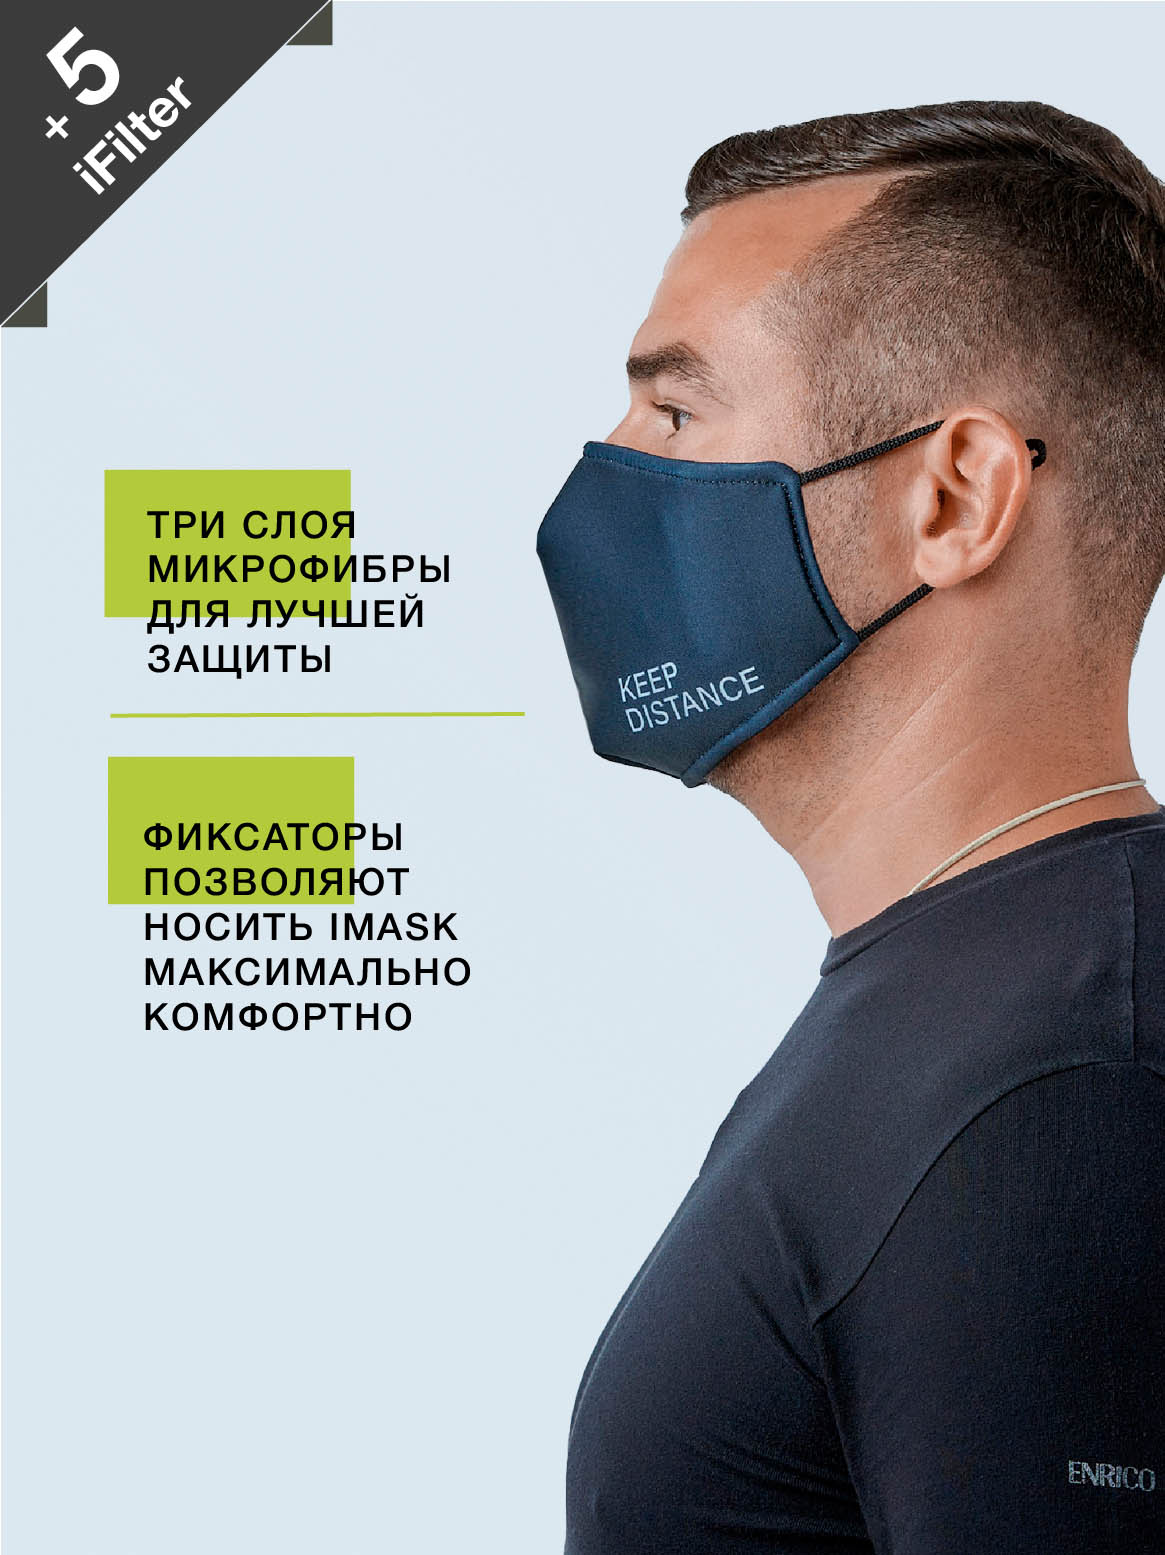 + 5
iFilter
ТРИ СЛОЯ
МИКРОФИБРЫ
ДЛЯ ЛУЧШЕЙ
ЗАЩИТЫ
ФИКСАТОРЫ
ПОЗВОЛЯЮТ
НОСИТЬ IMASK
МАКСИМАЛЬНО
КОМФОРТНО
KEEP
DISTANCE
ENRICO